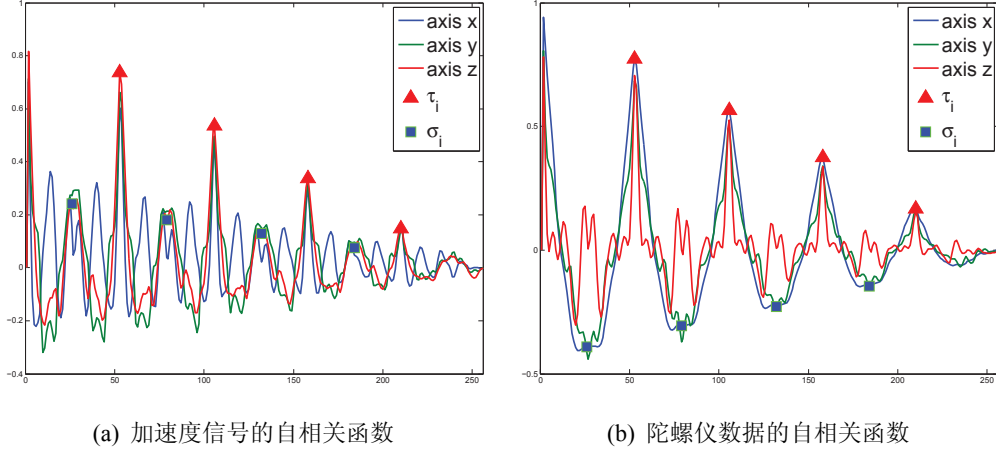 1
0.8
0.6
0.4
0.2
0
−0.2
−0.4
0 50 100 150 200 250
axis x
axis y
axis z
τi
σi
(a) 加速度信号的自相关函数
1
0.5
0
−0.5
0 50 100 150 200 250
axis x
axis y
axis z
τi
σi
(b) 陀螺仪数据的自相关函数